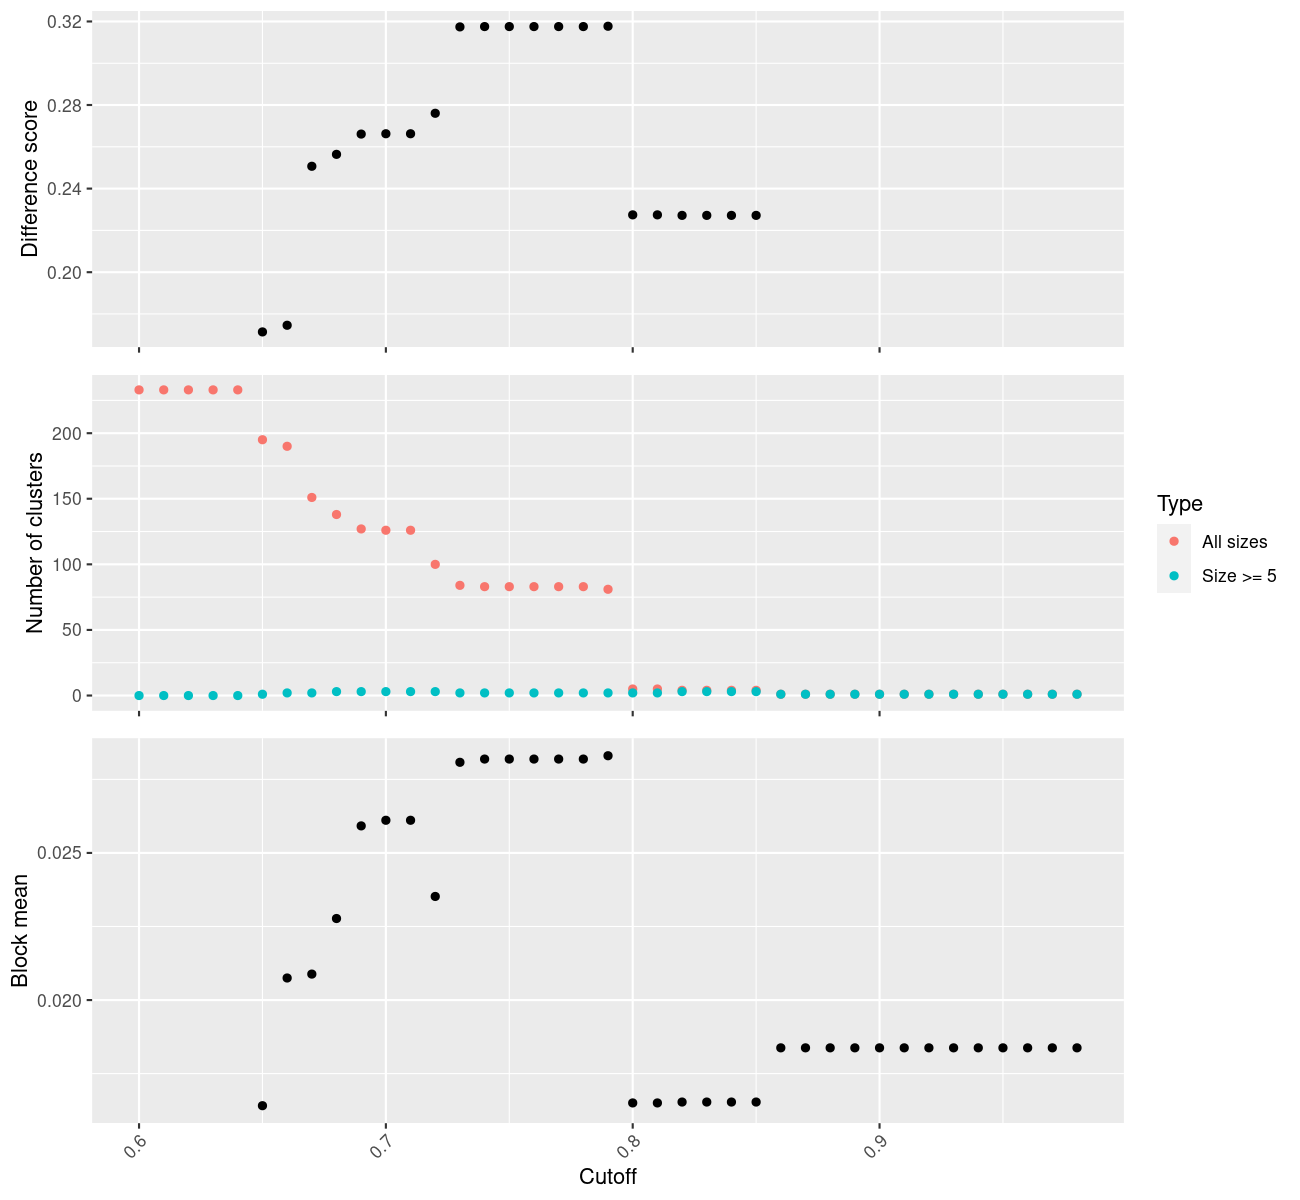 0.32
0.28
0.24
0.20
Difference score
200
150
100
50
0
Number of clusters
Type
All sizes
Size >= 5
0.025
0.020
Block mean
0.6
0.7
0.8
0.9
Cutoff